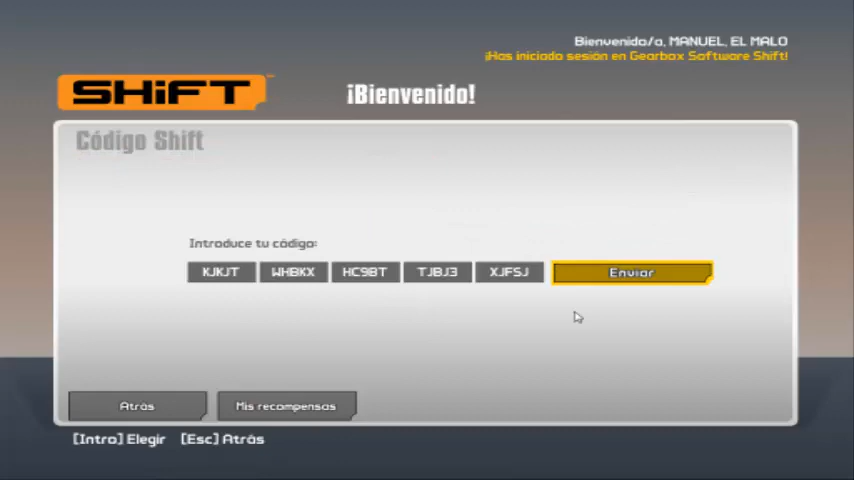 Bienvenido/a, MANUEL, EL MALO
¡Has iniciado sesión en Gearbox Software Shift!
SHiFT
¡Bienvenido!
Código Shift
Introduce tu código:
KJKJT WHBKX HC9BT TJBJ3 XJFSJ Enviar
Atrás Mis recompensas
[Intro] Elegir [Esc] Atrás